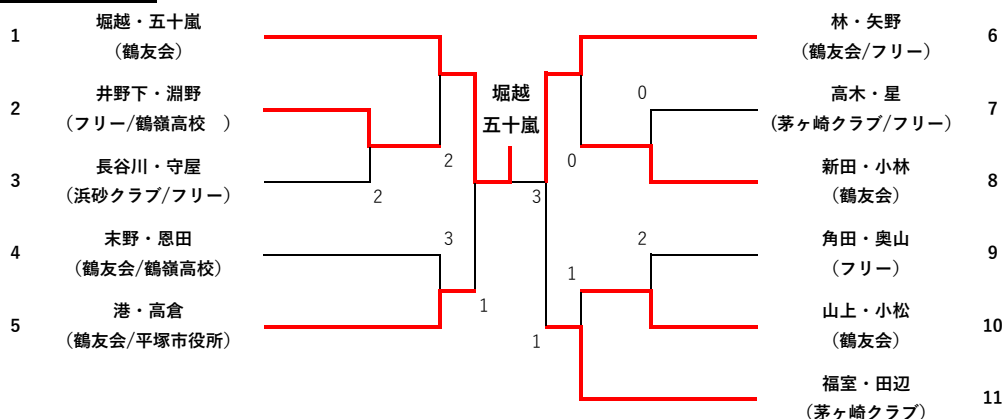 1
堀越・五十嵐
(鶴友会)
2
井野下・淵野
(フリー/鶴嶺高校　)
3
長谷川・守屋
(浜砂クラブ/フリー)
4
末野・恩田
(鶴友会/鶴嶺高校)
5
港・高倉
(鶴友会/平塚市役所)
2
2
3
1
堀越
五十嵐
3
0
0
2
1
1
林・矢野
(鶴友会/フリー)
6
高木・星
(茅ヶ崎クラブ/フリー)
7
新田・小林
(鶴友会)
8
角田・奥山
(フリー)
9
山上・小松
(鶴友会)
10
福室・田辺
(茅ヶ崎クラブ)
11